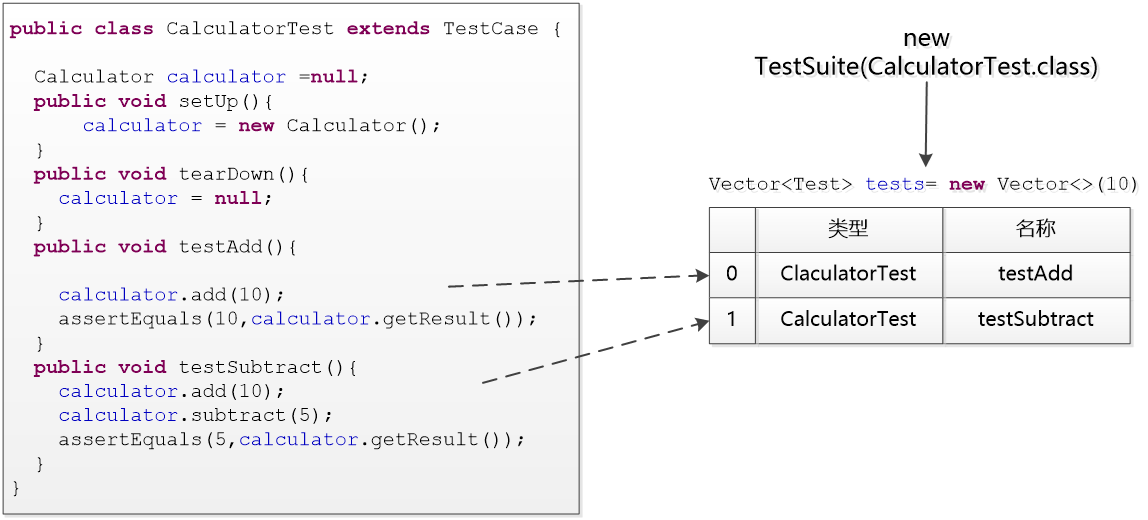 public class CalculatorTest extends TestCase {
Calculator calculator =null;
public void setUp(){
calculator = new Calculator();
}
public void tearDown(){
calculator = null;
}
public void testAdd(){
calculator.add(10);
assertEquals(10,calculator.getResult());
}
public void testSubtract(){
calculator.add(10);
calculator.subtract(5);
assertEquals(5,calculator.getResult());
}
}
new
TestSuite(CalculatorTest.class)
Vector<Test> tests= new Vector<>(10)
类型 名称
0 ClaculatorTest testAdd
1 CalculatorTest testSubtract